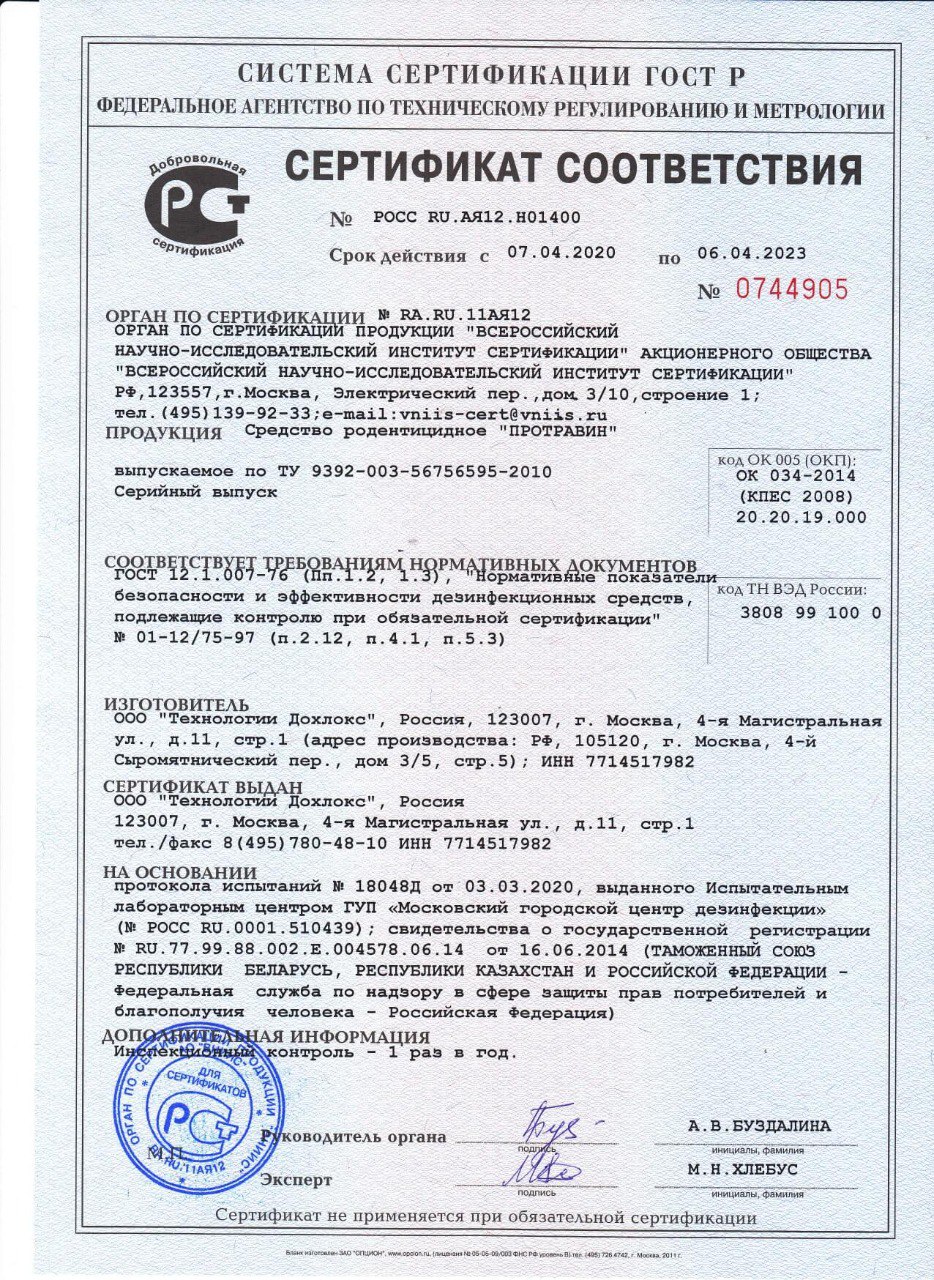 СИСТЕМА СЕРТИФИКАЦИИ ГОСТ Р
ФЕДЕРАЛЬНОЕ АГЕНТСТВО ПО ТЕХНИЧЕСКОМУ РЕГУЛИРОВАНИЮ И МЕТРОЛОГИИ
Добровольная
сертификация
СЕРТИФИКАТ СООТВЕТСТВИЯ
№ РОСС RU.АЯ12.Н01400
Срок действия с 07.04.2020 по 06.04.2023
№ 0744905
ОРГАН ПО СЕРТИФИКАЦИИ № RA.RU.11АЯ12
ОРГАН ПО СЕРТИФИКАЦИИ ПРОДУКЦИИ "ВСЕРОССИЙСКИЙ
НАУЧНО-ИССЛЕДОВАТЕЛЬСКИЙ ИНСТИТУТ СЕРТИФИКАЦИИ" АКЦИОНЕРНОГО ОБЩЕСТВА
"ВСЕРОССИЙСКИЙ НАУЧНО-ИССЛЕДОВАТЕЛЬСКИЙ ИНСТИТУТ СЕРТИФИКАЦИИ"
РФ,123557,г.Москва, Электрический пер.,дом 3/10,строение 1;
тел.(495)139-92-33;e-mail:vniis-cert@vniis.ru
ПРОДУКЦИЯ Средство родентицидное "ПРОТРАВИН"
выпускаемое по ТУ 9392-003-56756595-2010
Серийный выпуск
код ОК 005 (ОКП):
ОК 034-2014
(КПЕС 2008)
20.20.19.000
СООТВЕТСТВУЕТ ТРЕБОВАНИЯМ НОРМАТИВНЫХ ДОКУМЕНТОВ
ГОСТ 12.1.007-76 (Пп.1.2, 1.3), "Нормативные показатели
безопасности и эффективности дезинфекционных средств,
подлежащие контролю при обязательной сертификации"
№ 01-12/75-97 (п.2.12, п.4.1, п.5.3)
код ТН ВЭД России:
3808 99 100 0
ИЗГОТОВИТЕЛЬ
ООО "Технологии Дохлокс", Россия, 123007, г. Москва, 4-я Магистральная
ул., д.11, стр.1 (адрес производства: РФ, 105120, г. Москва, 4-й
Сыромятнический пер., дом 3/5, стр.5); ИНН 7714517982
СЕРТИФИКАТ ВЫДАН
ООО "Технологии Дохлокс", Россия
123007, г. Москва, 4-я Магистральная ул., д.11, стр.1
тел./факс 8(495)780-48-10 ИНН 7714517982
НА ОСНОВАНИИ
протокола испытаний № 18048Д от 03.03.2020, выданного Испытательным
лабораторным центром ГУП «Московский городской центр дезинфекции»
(№ РОСС RU.0001.510439); свидетельства о государственной регистрации
№ RU.77.99.88.002.Е.004578.06.14 от 16.06.2014 (ТАМОЖЕННЫЙ СОЮЗ
РЕСПУБЛИКИ БЕЛАРУСЬ, РЕСПУБЛИКИ КАЗАХСТАН И РОССИЙСКОЙ ФЕДЕРАЦИИ -
Федеральная служба по надзору в сфере защиты прав потребителей и
благополучия человека - Российская Федерация)
ДОПОЛНИТЕЛЬНАЯ ИНФОРМАЦИЯ
Инспекционный контроль - 1 раз в год.
ОРГАН ПО СЕРТИФИКАЦИИ ПРОДУКЦИИ "ВНИИС"
АО "ВНИИС"
ДЛЯ
СЕРТИФИКАТОВ
RU.11АЯ12
М.П.
Руководитель органа
подпись
А.В.БУЗДАЛИНА
инициалы, фамилия
Эксперт
подпись
М.Н.ХЛЕБУС
инициалы, фамилия
Сертификат не применяется при обязательной сертификации
Бланк изготовлен ЗАО "ОПЦИОН", www.opcion.ru, (лицензия № 05-05-09/003 ФНС РФ уровень В) тел. (495) 726 4742, г. Москва, 2011 г.